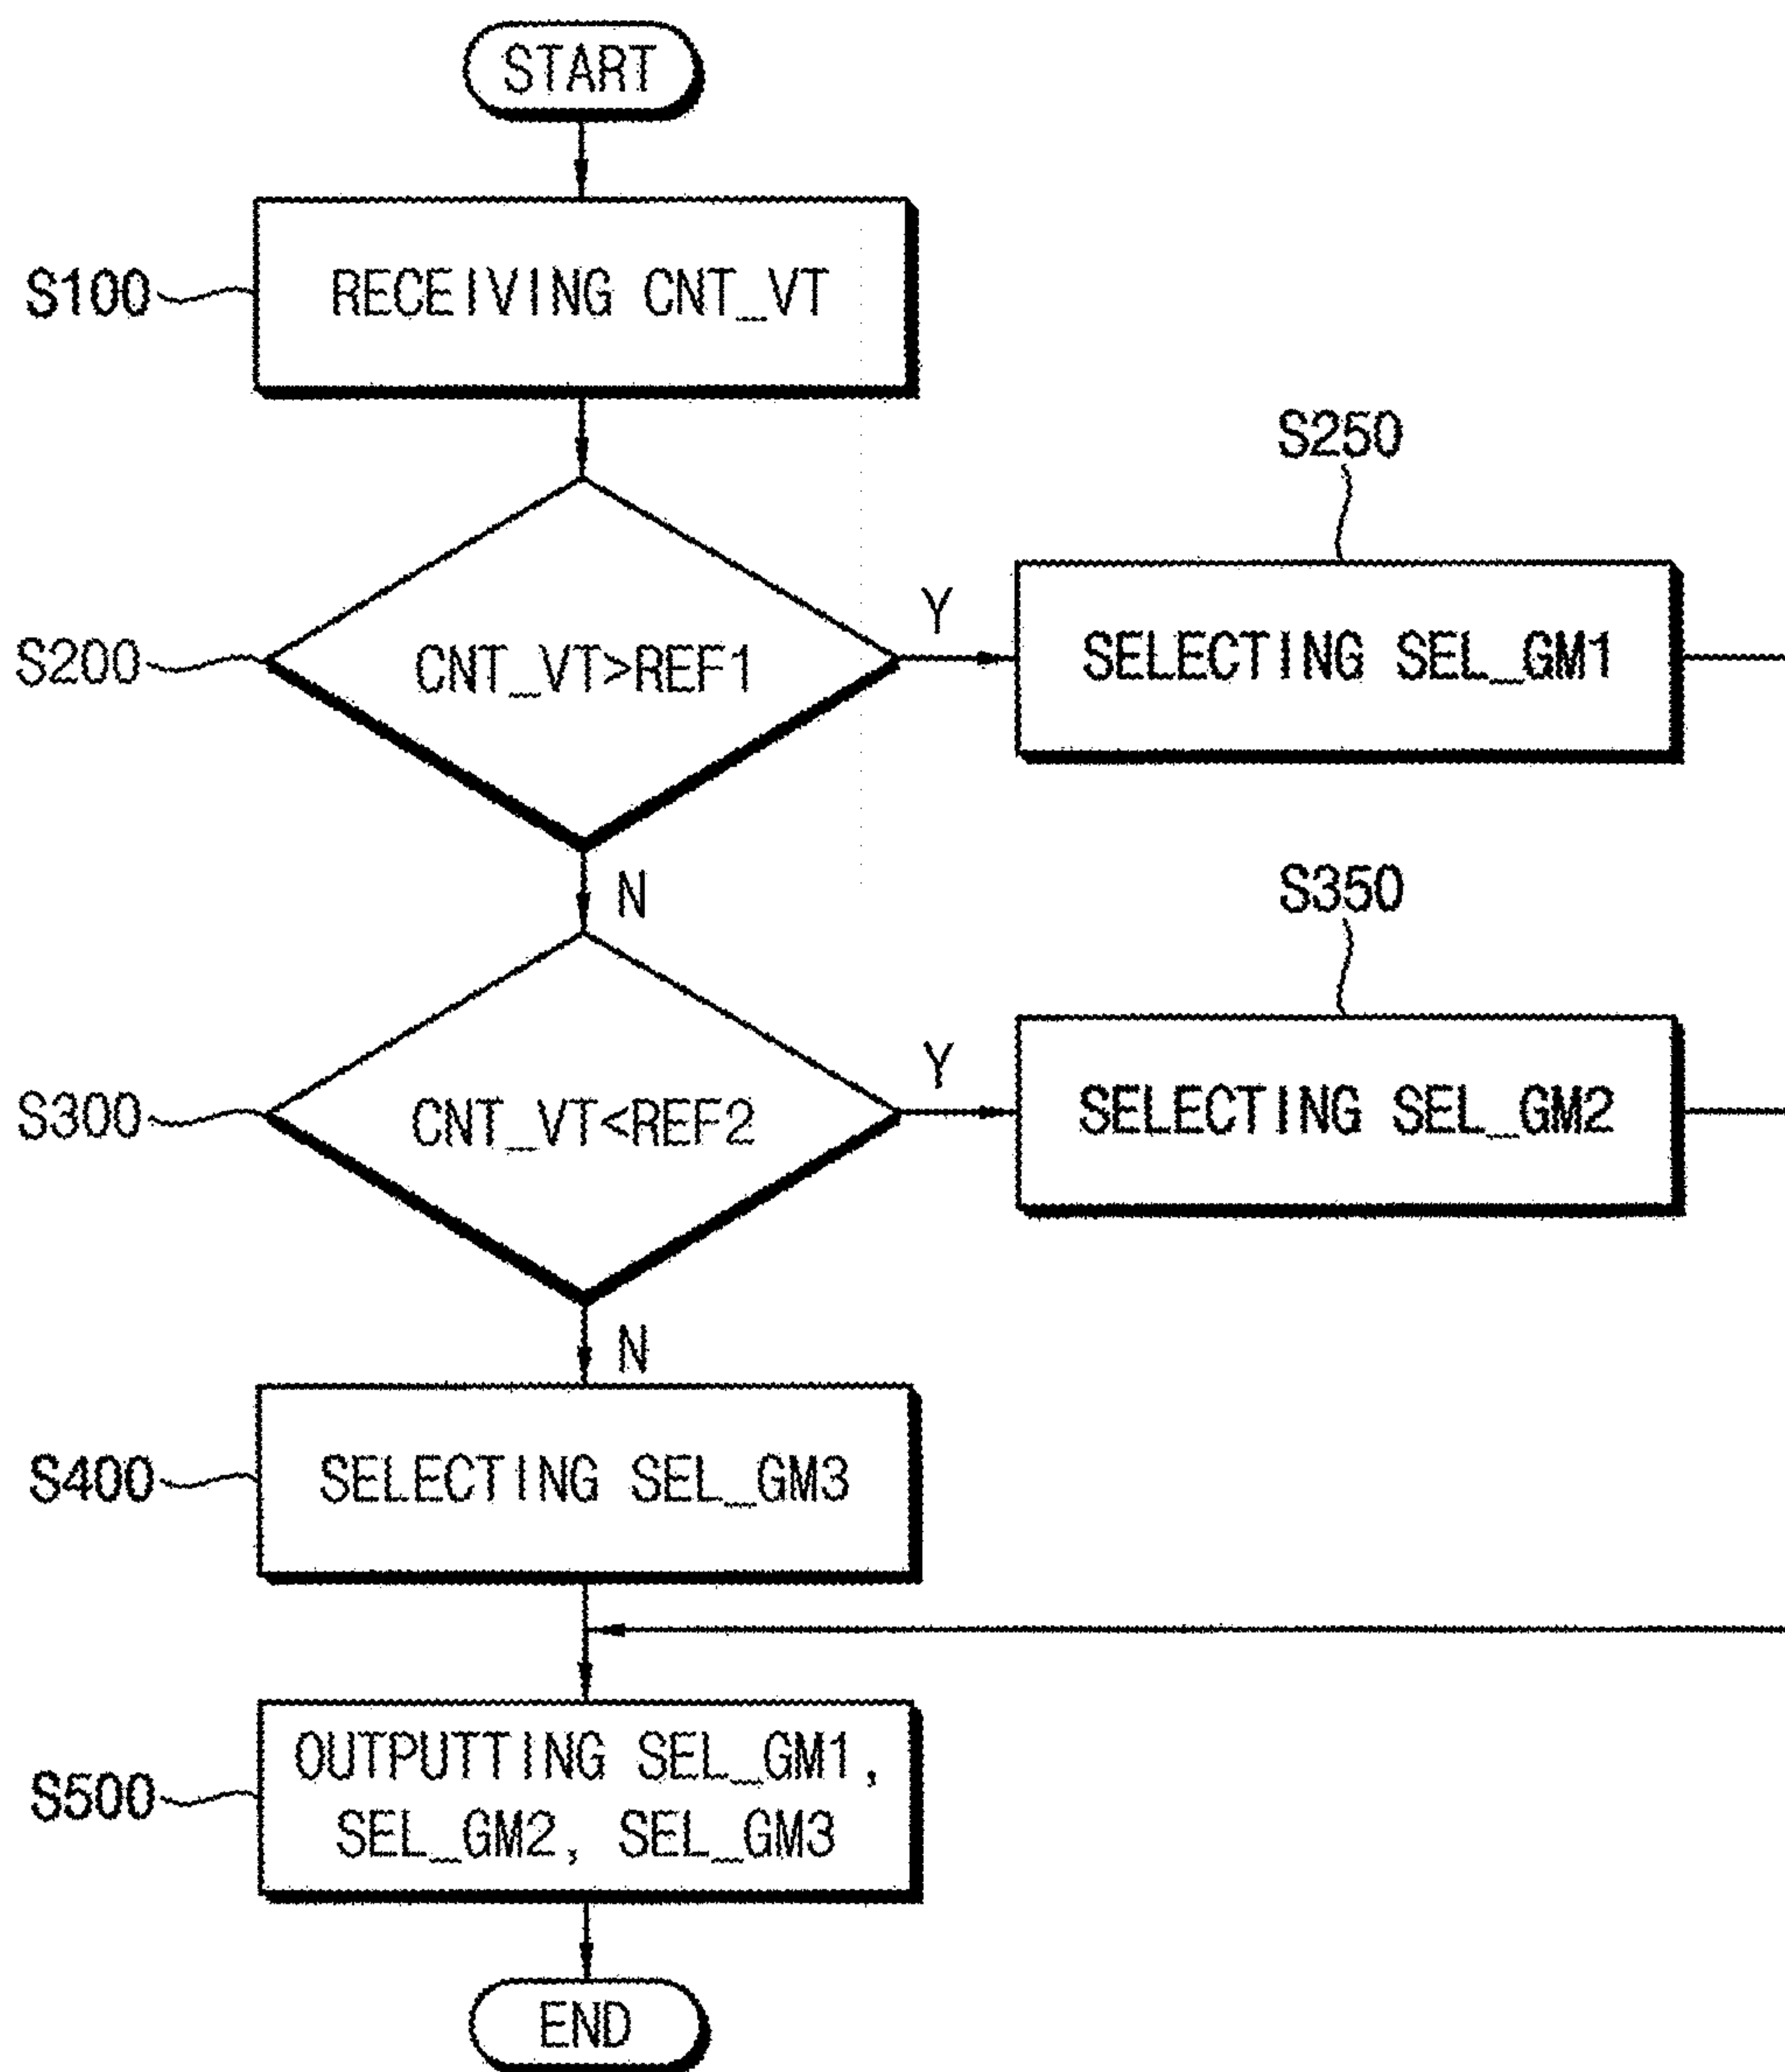 START
S100
RECEIVING CNT_VT
S250
S200
CNT_VT>REF1
Y
SELECTING SEL_GM1
N
S350
S300
CNT_VT<REF2
Y
SELECTING SEL_GM2
N
S400
SELECTING SEL_GM3
S500
OUTPUTTING SEL_GM1,
SEL_GM2, SEL_GM3
END